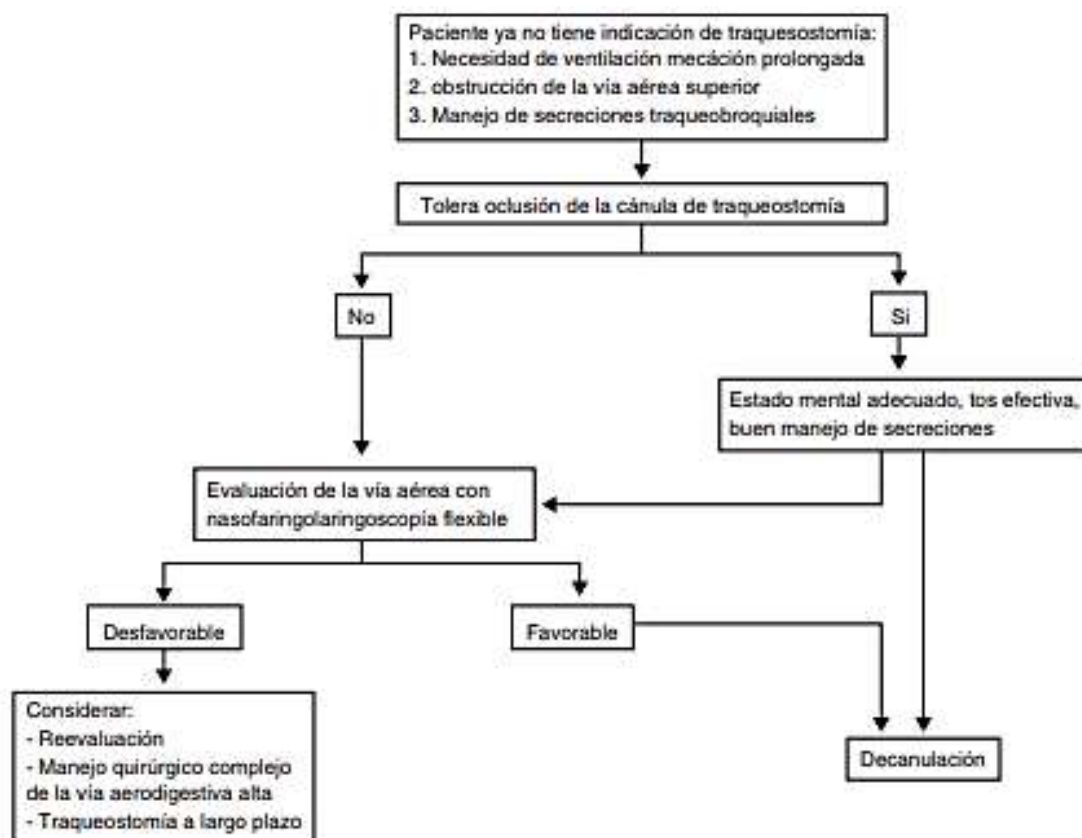 Paciente ya no tiene indicación de traquesostomía:
1. Necesidad de ventilación mecáción prolongada
2. obstrucción de la vía aérea superior
3. Manejo de secreciones traqueobroquiales
Tolera oclusión de la cánula de traqueostomía
No
Si
Estado mental adecuado, tos efectiva,
buen manejo de secreciones
Evaluación de la vía aérea con
nasofaringolaringoscopía flexible
Desfavorable
Favorable
Considerar:
- Reevaluación
- Manejo quirúrgico complejo
de la vía aerodigestiva alta
- Traqueostomía a largo plazo
Decanulación